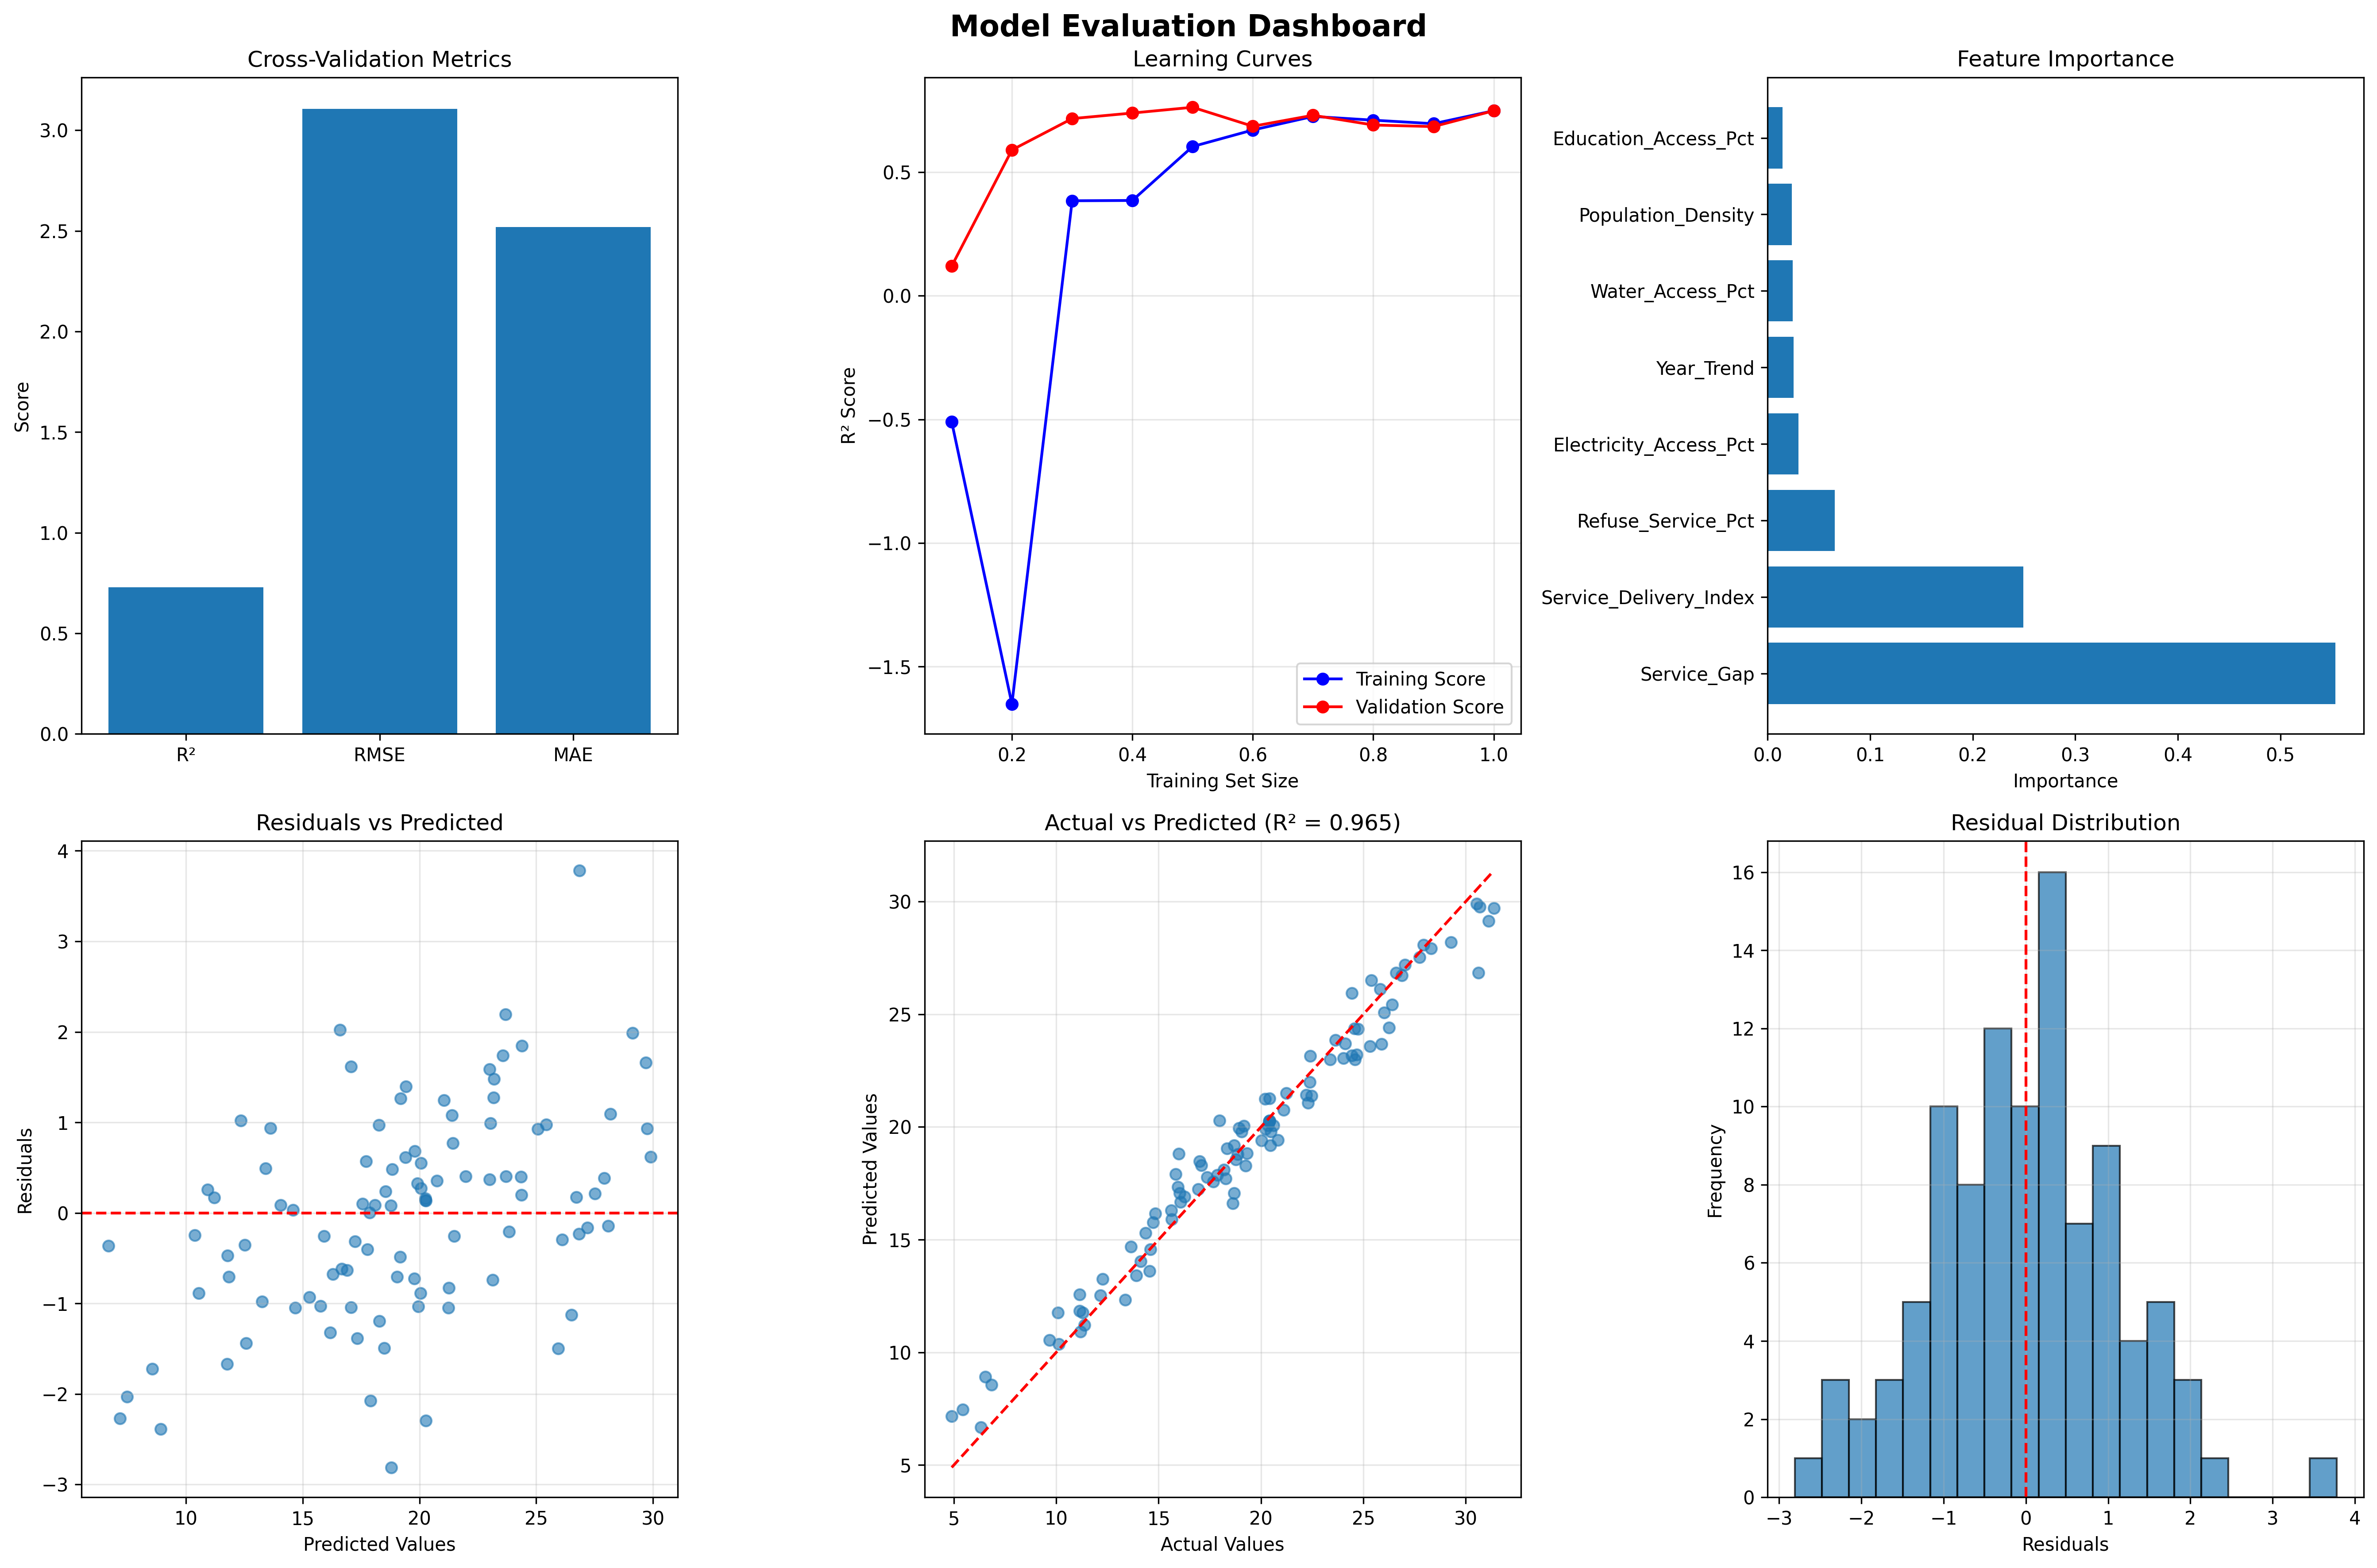 Model Evaluation Dashboard
Cross-Validation Metrics
Score
3.0
2.5
2.0
1.5
1.0
0.5
0.0
R² RMSE MAE
Learning Curves
R² Score
0.5
0.0
−0.5
−1.0
−1.5
Training Score
Validation Score
0.2 0.4 0.6 0.8 1.0
Training Set Size
Feature Importance
Education_Access_Pct
Population_Density
Water_Access_Pct
Year_Trend
Electricity_Access_Pct
Refuse_Service_Pct
Service_Delivery_Index
Service_Gap
0.0 0.1 0.2 0.3 0.4 0.5
Importance
Residuals vs Predicted
Residuals
4
3
2
1
0
−1
−2
−3
10 15 20 25 30
Predicted Values
Actual vs Predicted (R² = 0.965)
Predicted Values
30
25
20
15
10
5
5 10 15 20 25 30
Actual Values
Residual Distribution
Frequency
16
14
12
10
8
6
4
2
0
−3 −2 −1 0 1 2 3 4
Residuals